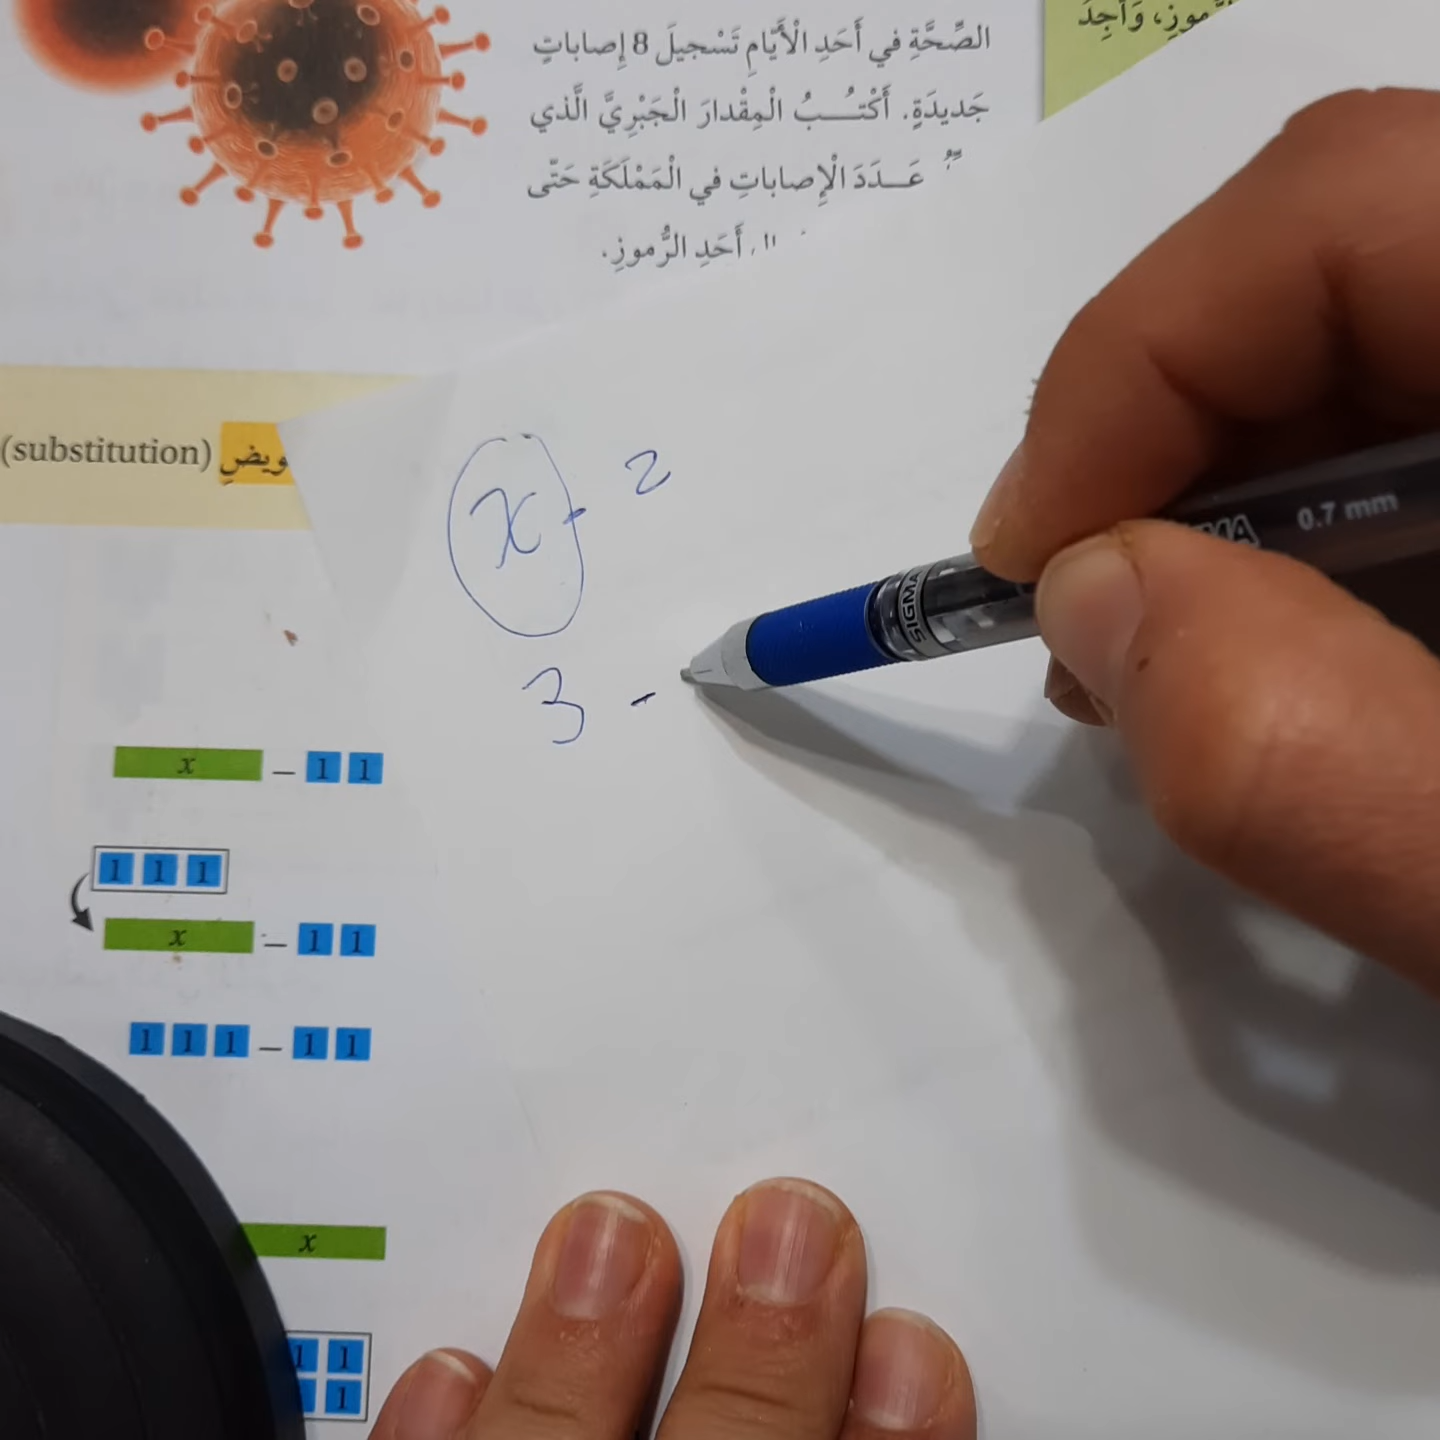 الصِّحَّةِ في أَحَدِ الْأَيّامِ تَسْجيلَ 8 إِصاباتٍ
جَديدَةٍ. أَكْتُبُ الْمِقْدارَ الْجَبْرِيَّ الَّذي
عَدَدَ الْإِصاباتِ في الْمَمْلَكَةِ حَتّى
أَحَدِ الرُّموزِ.
وَأَجِدُ
(substitution)
x - 2
3 -
SIGMA 0.7 mm
x – 1 1
1 1 1
x – 1 1
1 1 1 – 1 1
x
1 1
1